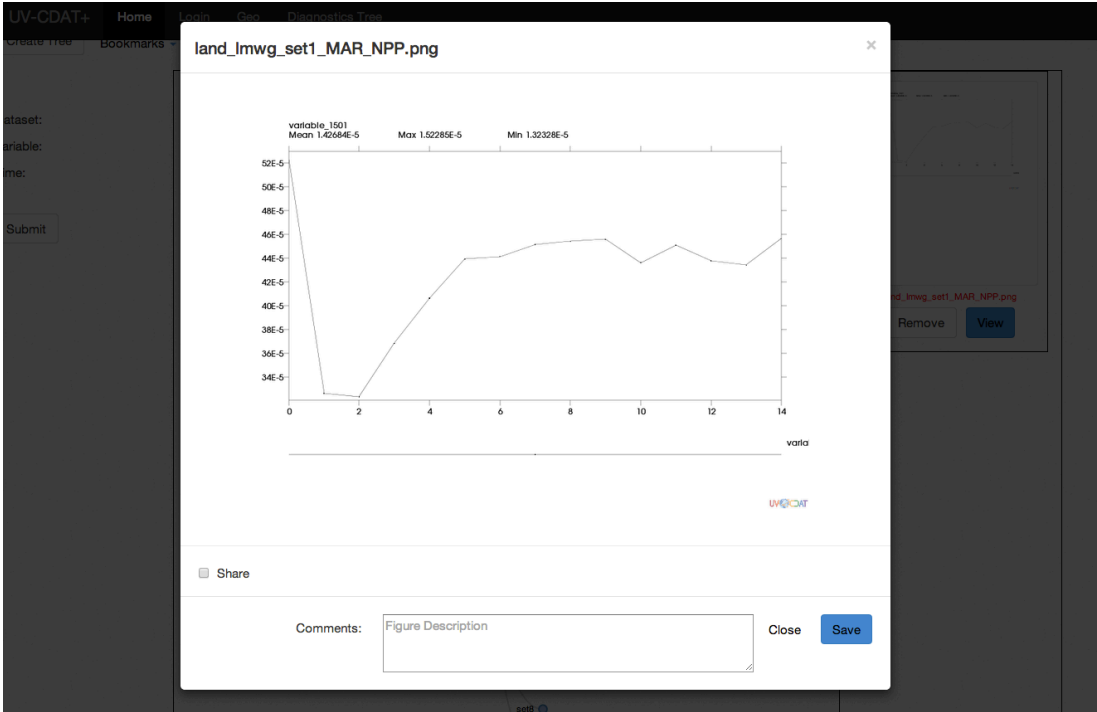 UV-CDAT+ Home Login Geo Diagnostics Tree
Create Tree Bookmarks
land_lmwg_set1_MAR_NPP.png ×
variable_1501
Mean 1.42684E-5 Max 1.52285E-5 Min 1.32328E-5
52E-5
50E-5
48E-5
46E-5
44E-5
42E-5
40E-5
38E-5
36E-5
34E-5
0 2 4 6 8 10 12 14
varia
UV CDAT
ataset:
ariable:
me:
Submit
nd_lmwg_set1_MAR_NPP.png
Remove View
Share
Comments: Figure Description Close Save
set8